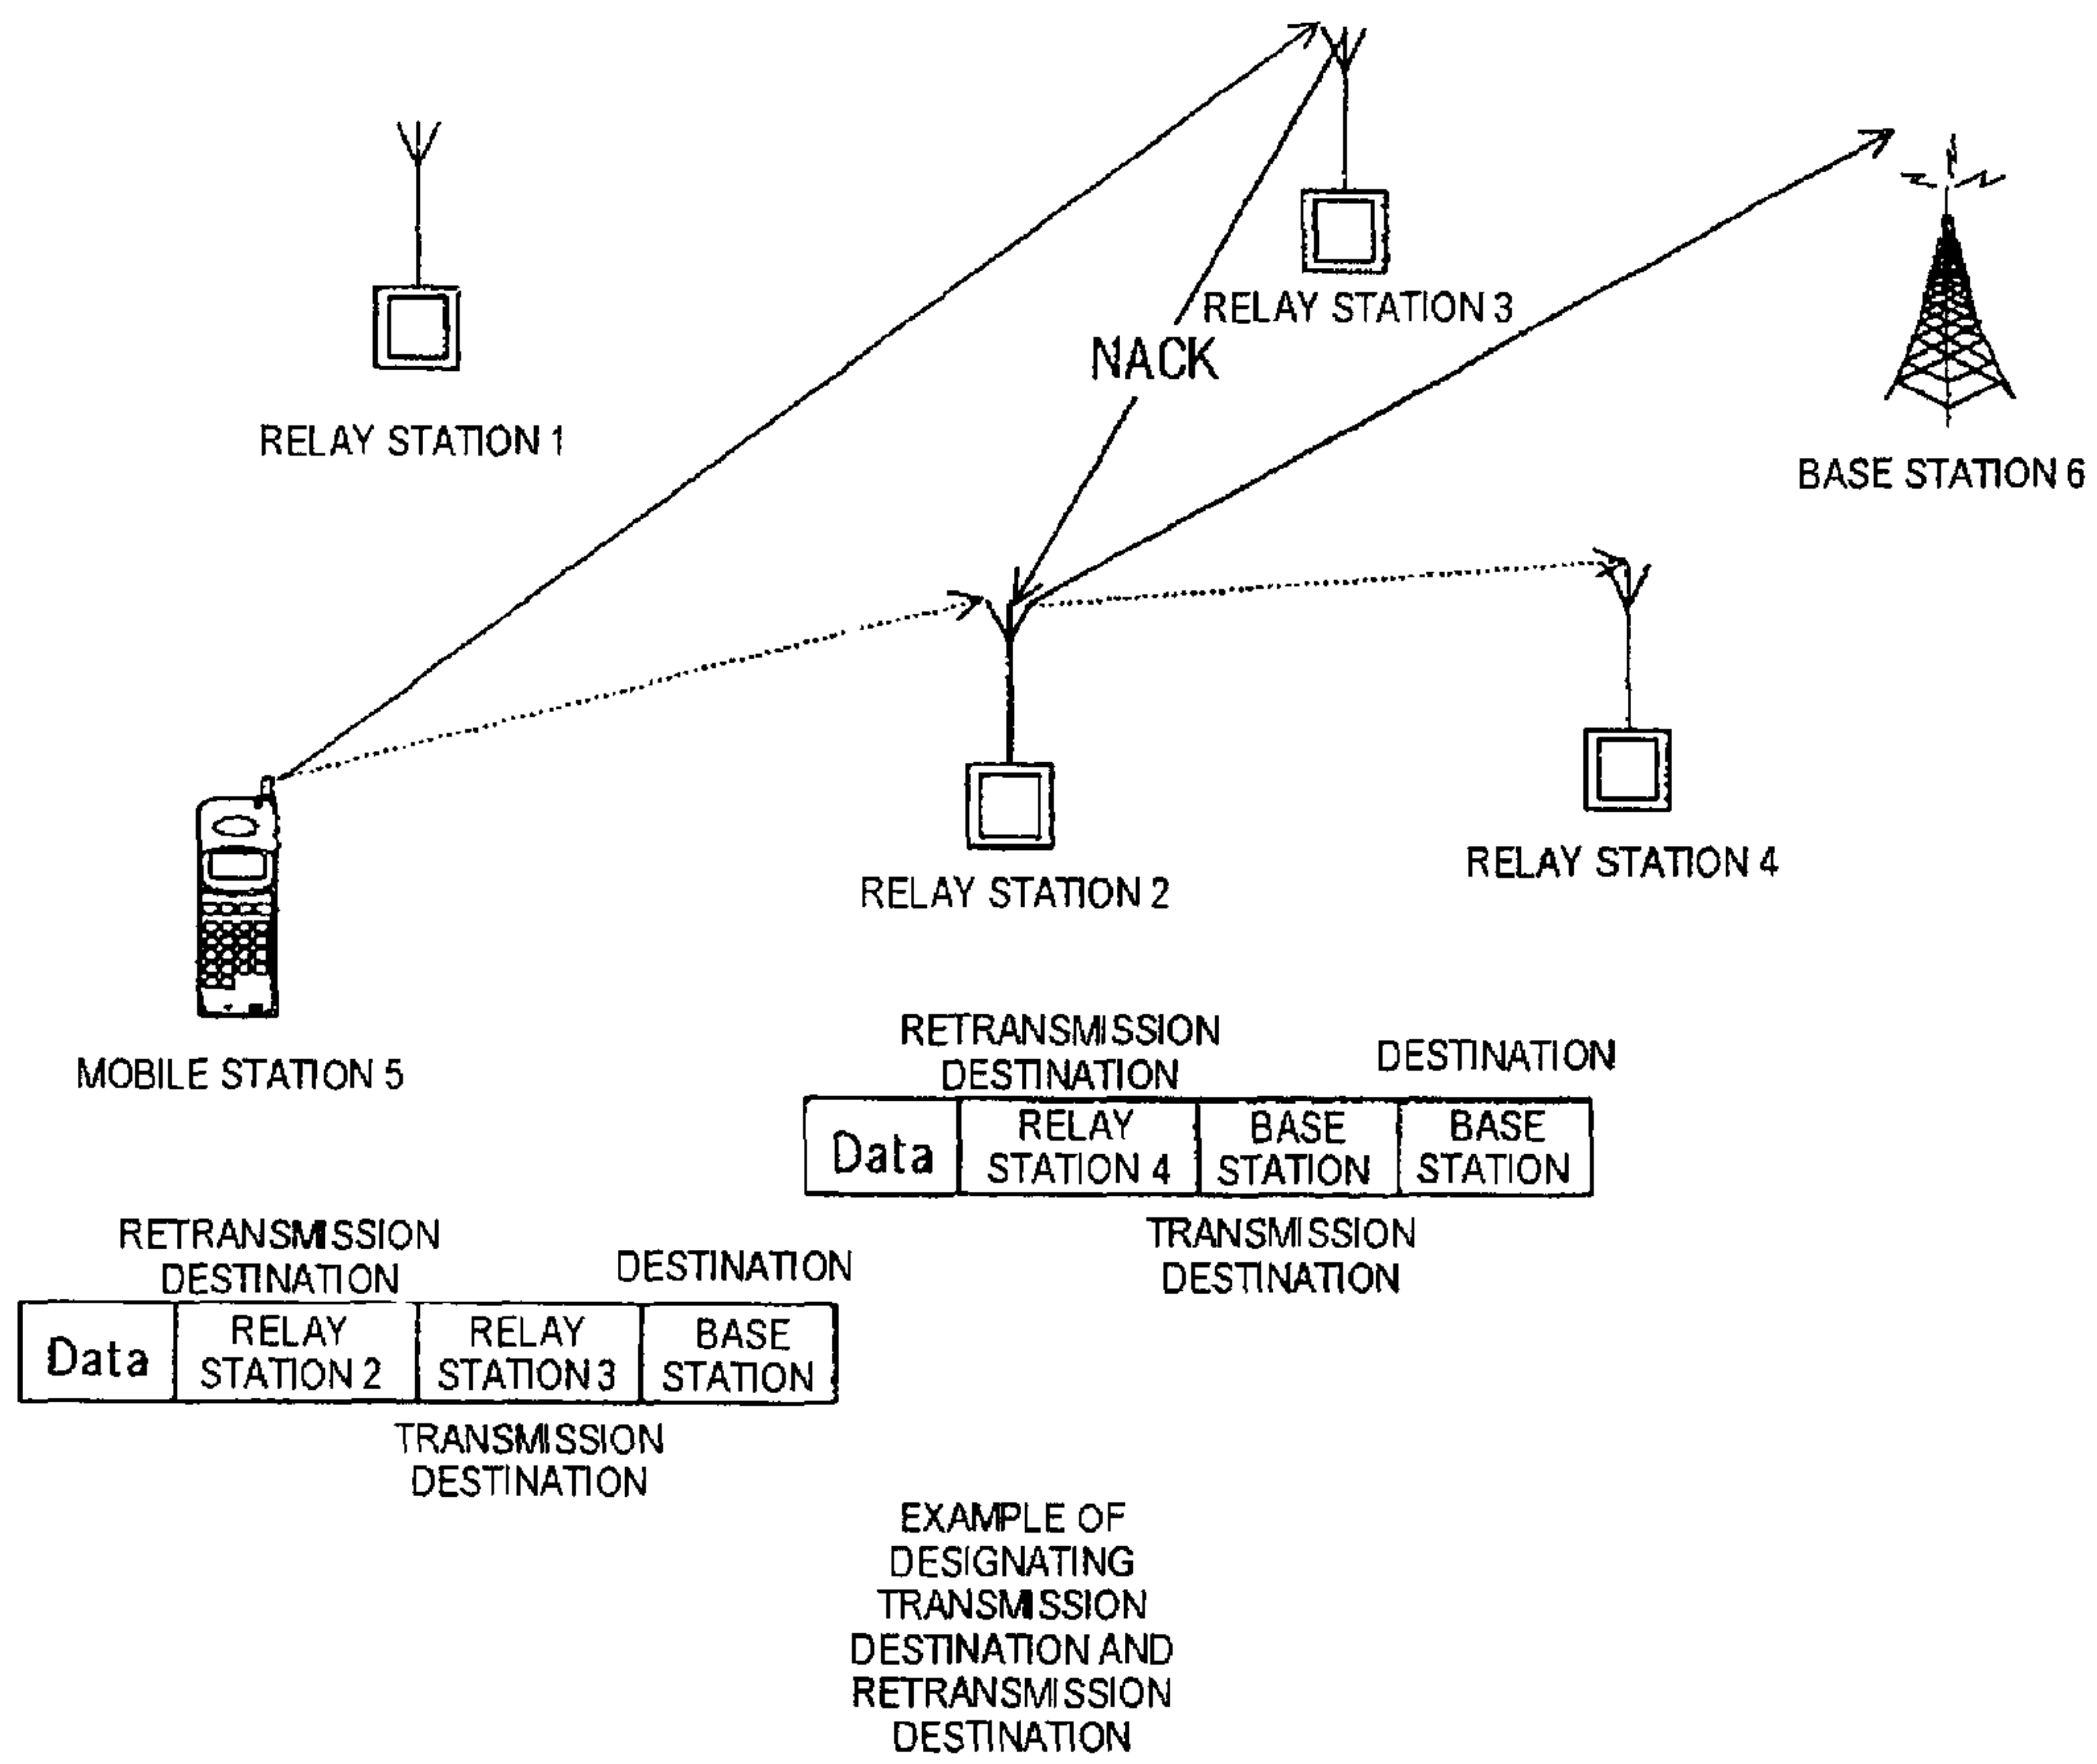 RELAY STATION 3
NACK
RELAY STATION 1
BASE STATION 6
RELAY STATION 4
RELAY STATION 2
MOBILE STATION 5
RETRANSMISSION
DESTINATION
DESTINATION
Data
RELAY
STATION 4
BASE
STATION
BASE
STATION
TRANSMISSION
DESTINATION
RETRANSMISSION
DESTINATION
DESTINATION
Data
RELAY
STATION 2
RELAY
STATION 3
BASE
STATION
TRANSMISSION
DESTINATION
EXAMPLE OF
DESIGNATING
TRANSMISSION
DESTINATION AND
RETRANSMISSION
DESTINATION